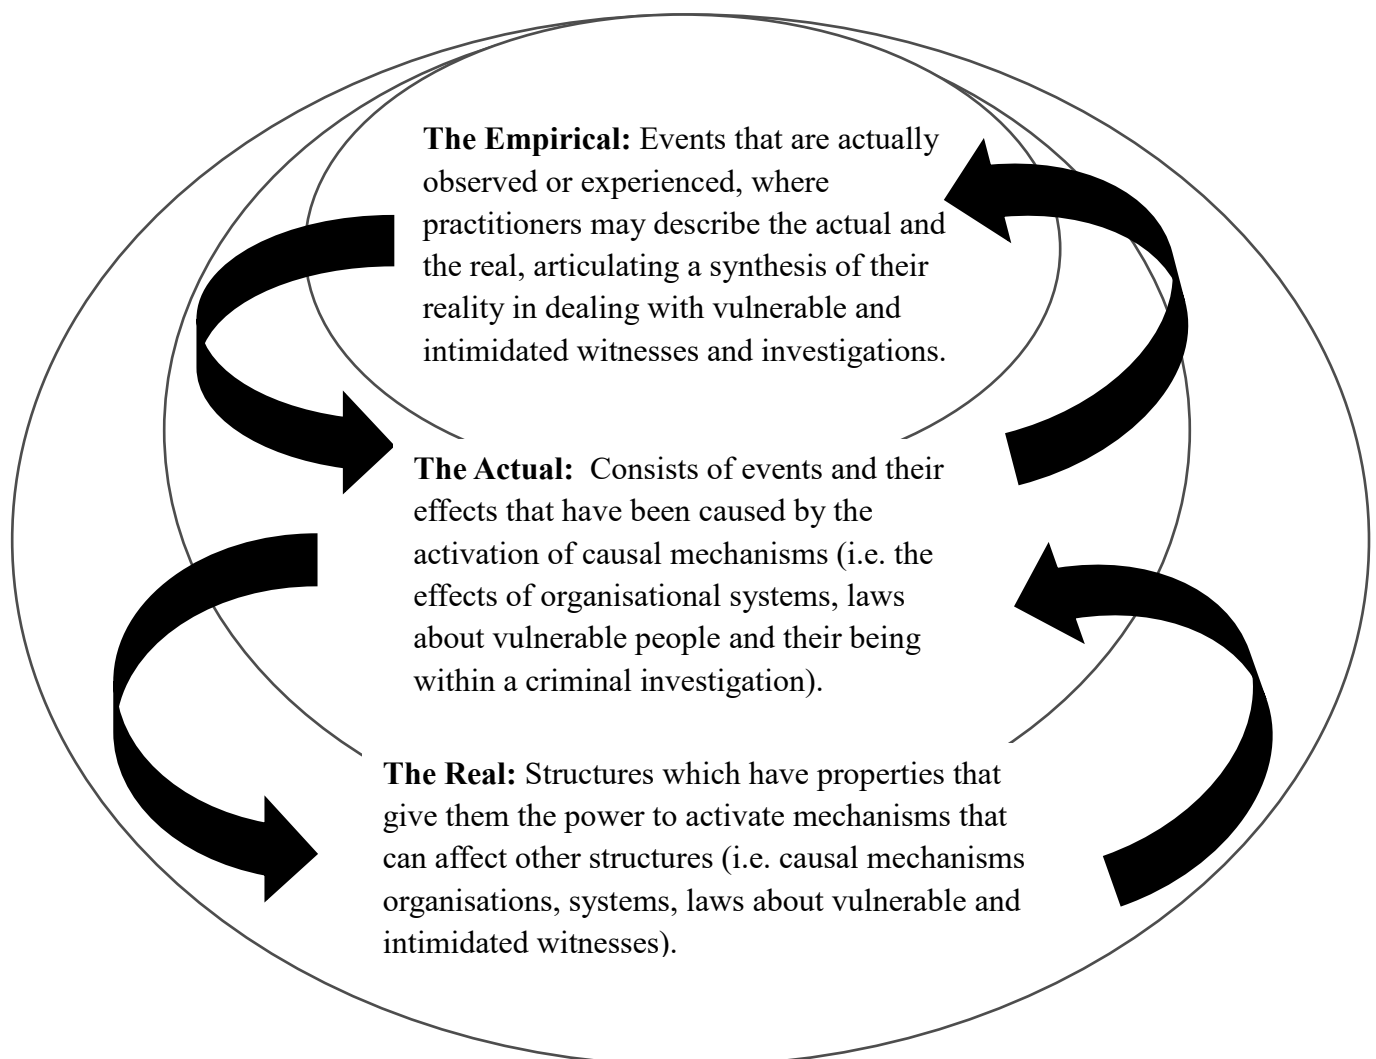 The Empirical: Events that are actually
observed or experienced, where
practitioners may describe the actual and
the real, articulating a synthesis of their
reality in dealing with vulnerable and
intimidated witnesses and investigations.
The Actual: Consists of events and their
effects that have been caused by the
activation of causal mechanisms (i.e. the
effects of organisational systems, laws
about vulnerable people and their being
within a criminal investigation).
The Real: Structures which have properties that
give them the power to activate mechanisms that
can affect other structures (i.e. causal mechanisms
organisations, systems, laws about vulnerable and
intimidated witnesses).